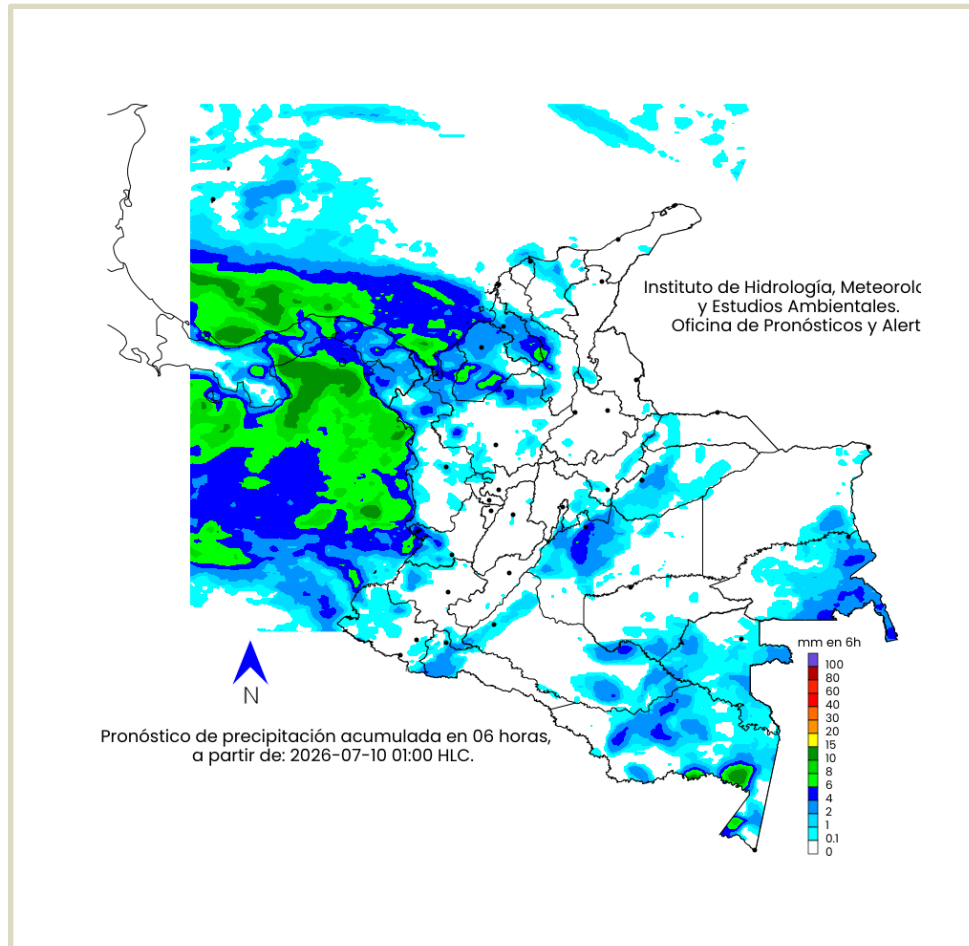 Instituto de Hidrología, Meteorolo
y Estudios Ambientales.
Oficina de Pronósticos y Alert
mm en 6h
100
80
60
40
30
20
15
10
8
6
4
2
1
0.1
0
N
Pronóstico de precipitación acumulada en 06 horas,
a partir de: 2026-07-10 01:00 HLC.